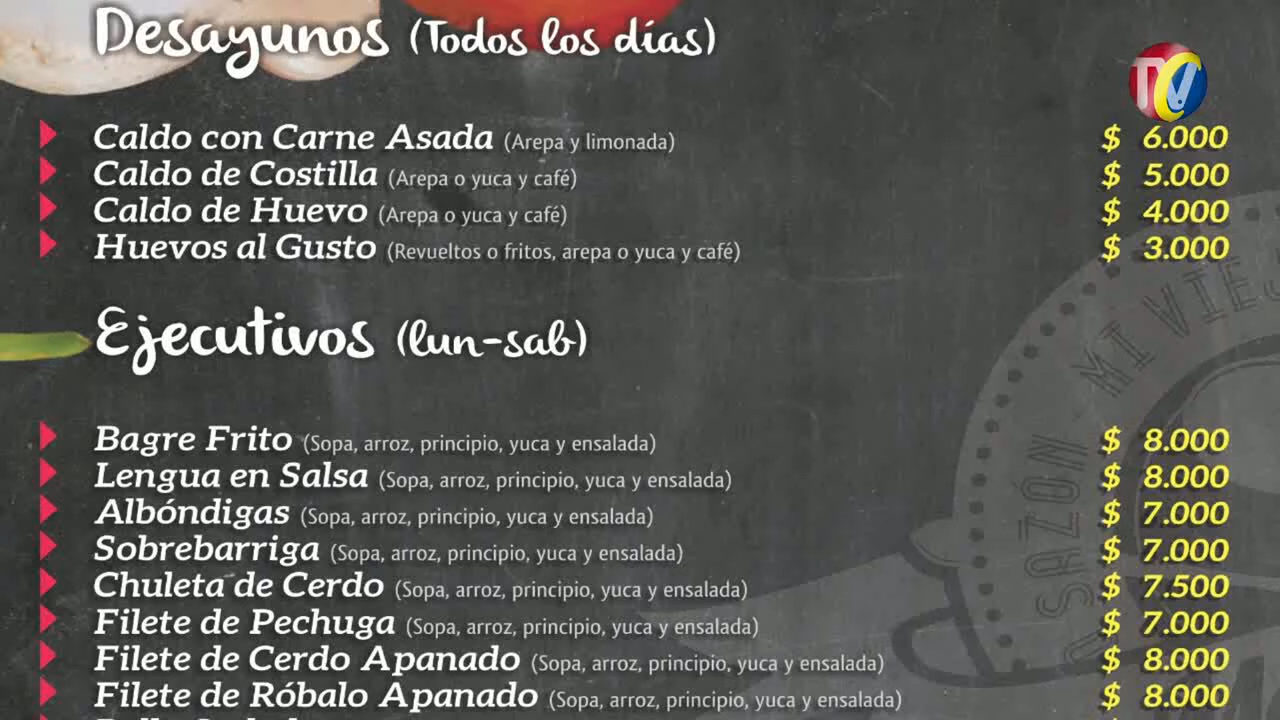 Desayunos (Todos los días)
TVC
Caldo con Carne Asada (Arepa y limonada) $ 6.000
Caldo de Costilla (Arepa o yuca y café) $ 5.000
Caldo de Huevo (Arepa o yuca y café) $ 4.000
Huevos al Gusto (Revueltos o fritos, arepa o yuca y café) $ 3.000
Ejecutivos (lun-sab)
SAZÓN MI VIEJ
Bagre Frito (Sopa, arroz, principio, yuca y ensalada) $ 8.000
Lengua en Salsa (Sopa, arroz, principio, yuca y ensalada) $ 8.000
Albóndigas (Sopa, arroz, principio, yuca y ensalada) $ 7.000
Sobrebarriga (Sopa, arroz, principio, yuca y ensalada) $ 7.000
Chuleta de Cerdo (Sopa, arroz, principio, yuca y ensalada) $ 7.500
Filete de Pechuga (Sopa, arroz, principio, yuca y ensalada) $ 7.000
Filete de Cerdo Apanado (Sopa, arroz, principio, yuca y ensalada) $ 8.000
Filete de Róbalo Apanado (Sopa, arroz, principio, yuca y ensalada) $ 8.000